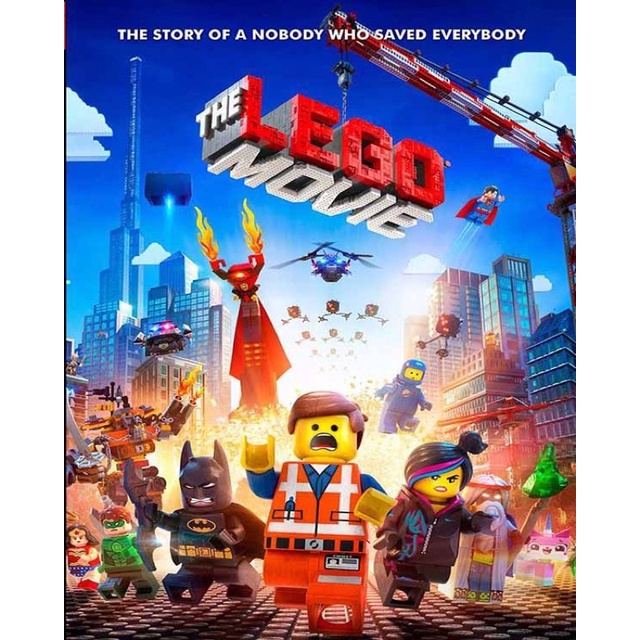 THE STORY OF A NOBODY WHO SAVED EVERYBODY
THE
LEGO
MOVIE